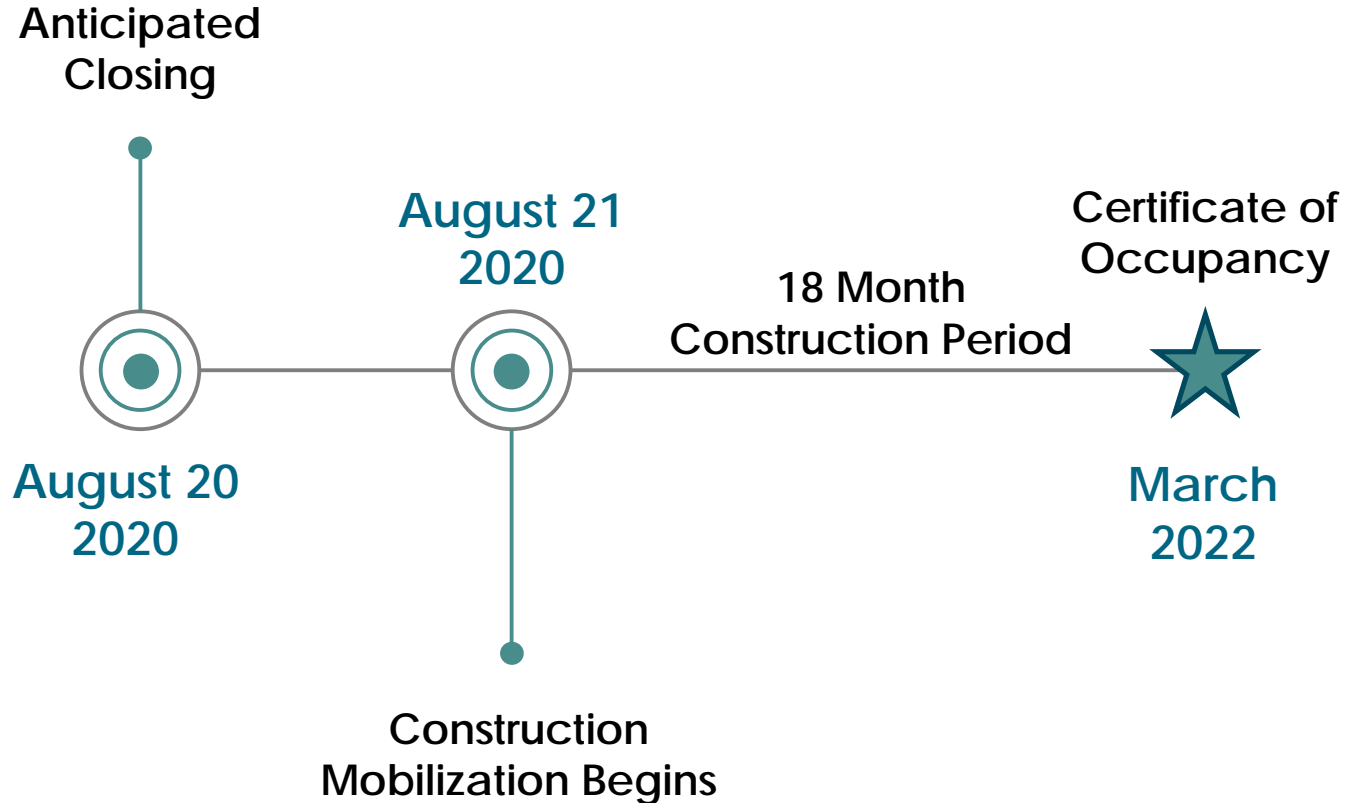 Anticipated
Closing
August 20
2020
August 21
2020
Construction
Mobilization Begins
18 Month
Construction Period
Certificate of
Occupancy
March
2022